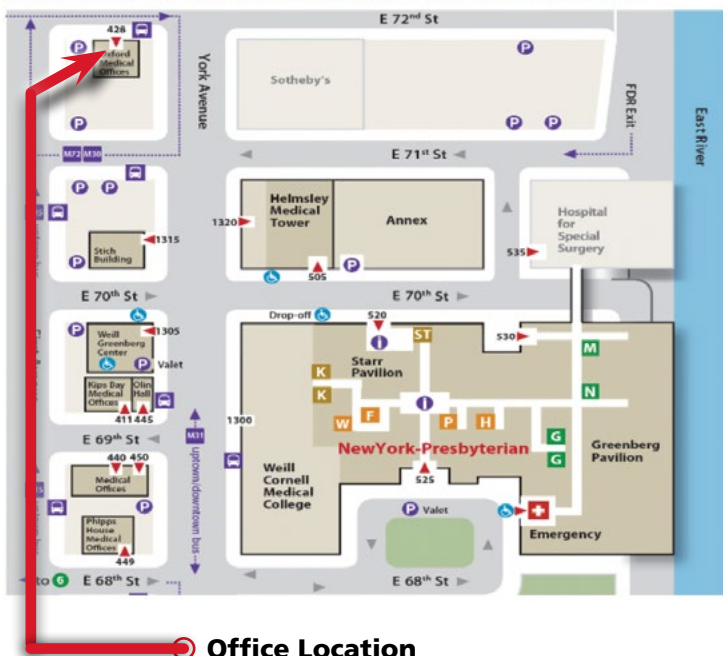 E 72nd St
428
P
Oxford
Medical
Offices
P
P
York Avenue
Sotheby's
P
P
P
FDR Exit
East River
M72 M30
E 71st St
P
P
1315
Stich
Building
P
1320
Helmsley
Medical
Tower
Annex
505
P
Hospital
for
Special
Surgery
535
E 70th St
E 70th St
P
1305
Weill
Greenberg
Center
P
Valet
Drop-off
520
i
ST
530
Starr
Pavilion
K
K
W
F
i
P
H
M
N
G
G
Kips Bay
Medical
Offices
Olin
Hall
411
445
E 69th St
M31
uptown/downtown bus
1300
NewYork-Presbyterian
525
Greenberg
Pavilion
Weill
Cornell
Medical
College
440
450
Medical
Offices
P
Phipps
House
Medical
Offices
449
P Valet
Emergency
to 6
E 68th St
E 68th St
Office Location